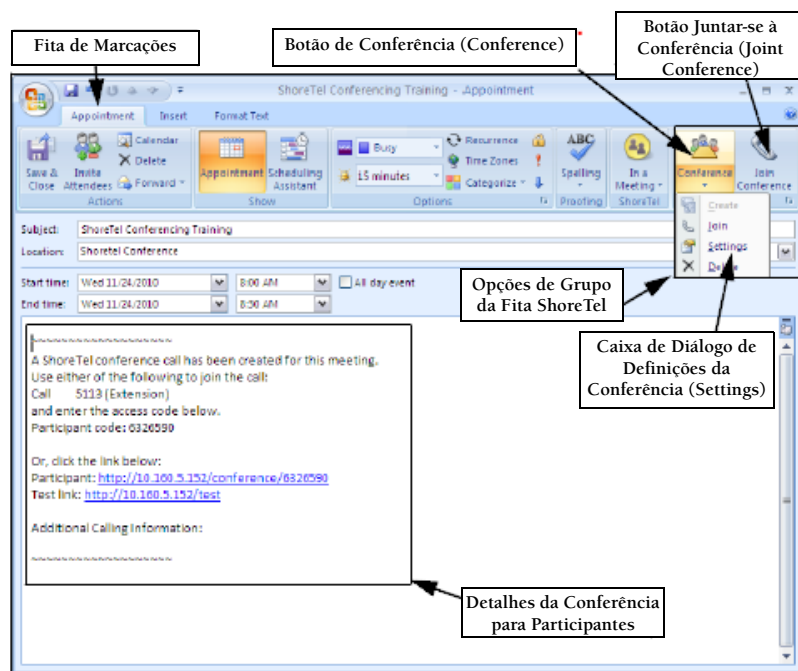 Fita de Marcações
Botão de Conferência (Conference)
Botão Juntar-se à
Conferência (Joint
Conference)
ShoreTel Conferencing Training - Appointment
Appointment Insert Format Text
Save &
Close
Invite
Attendees
Calendar
Delete
Forward
Actions
Appointment
Scheduling
Assistant
Show
Busy
15 minutes
Recurrence
Time Zones
Categorize
Options
ABC
Spelling
Proofing
In a
Meeting
ShoreTel
Conference
Join
Conference
Create
Join
Settings
Subject: ShoreTel Conferencing Training
Location: Shoretel Conference
Start time: Wed 11/24/2010 8:00 AM All day event
End time: Wed 11/24/2010 8:30 AM
Opções de Grupo
da Fita ShoreTel
Caixa de Diálogo de
Definições da
Conferência (Settings)
~~~~~~~~~~~~~~~~~~~
A ShoreTel conference call has been created for this meeting.
Use either of the following to join the call:
Call 5113 (Extension)
and enter the access code below.
Participant code: 6326590
Or, click the link below:
Participant: http://10.160.5.152/conference/6326590
Test link: http://10.160.5.152/test
Additional Calling Information:
~~~~~~~~~~~~~~~~~~~
Detalhes da Conferência
para Participantes